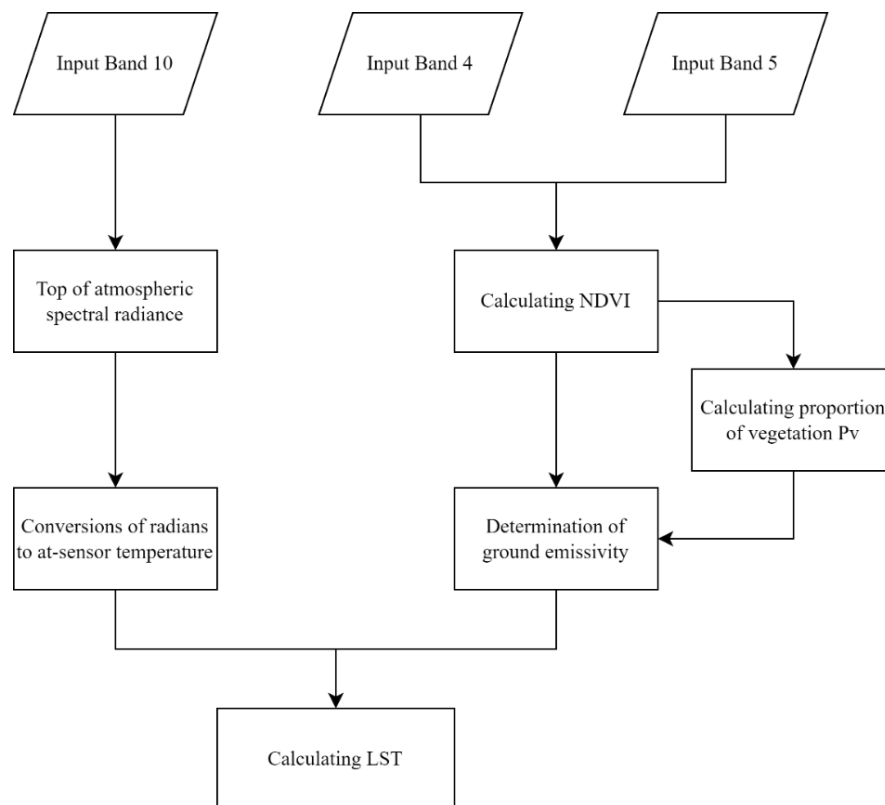 Input Band 10
Input Band 4
Input Band 5
Top of atmospheric
spectral radiance
Calculating NDVI
Calculating proportion
of vegetation Pv
Conversions of radians
to at-sensor temperature
Determination of
ground emissivity
Calculating LST